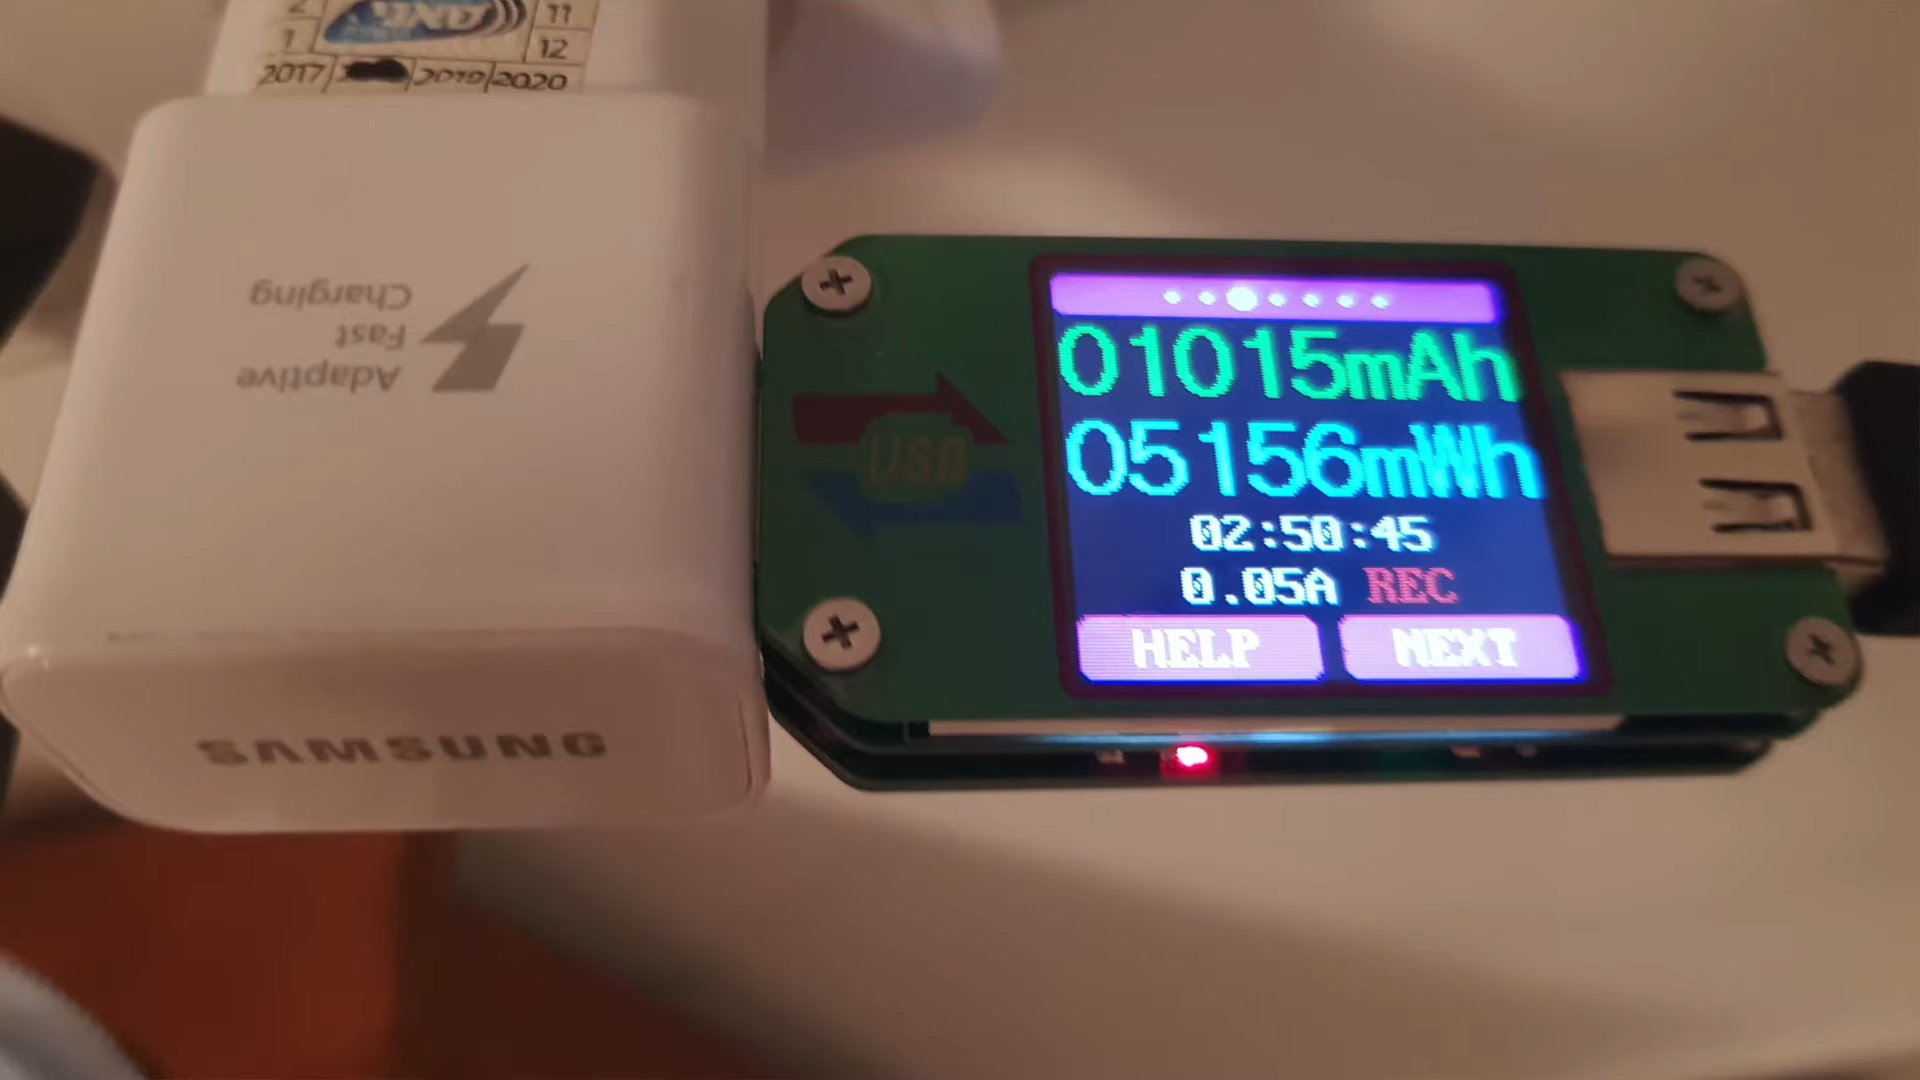 2
11
1
12
2017
2019
2020
Adaptive
Fast
Charging
SAMSUNG
USB
01015mAh
05156mWh
02:50:45
0.05A REC
HELP
NEXT